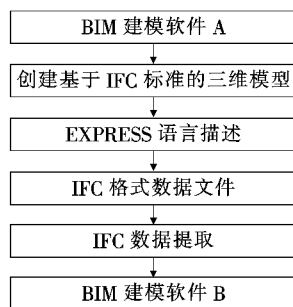 BIM 建模软件 A
创建基于 IFC 标准的三维模型
EXPRESS 语言描述
IFC 格式数据文件
IFC 数据提取
BIM 建模软件 B